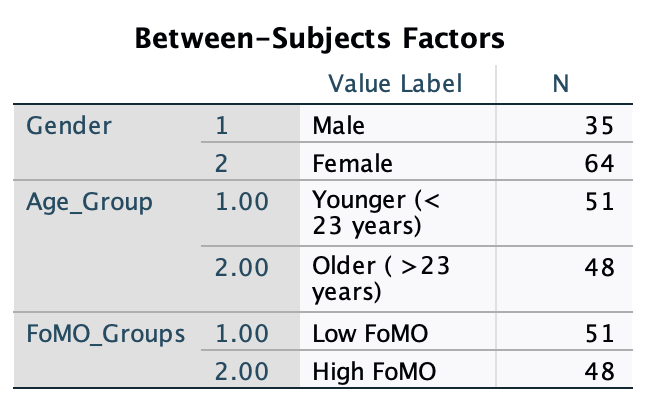 Between-Subjects Factors
Value Label N
Gender 1 Male 35
2 Female 64
Age_Group 1.00 Younger (< 51
23 years)
2.00 Older ( >23 48
years)
FoMO_Groups 1.00 Low FoMO 51
2.00 High FoMO 48